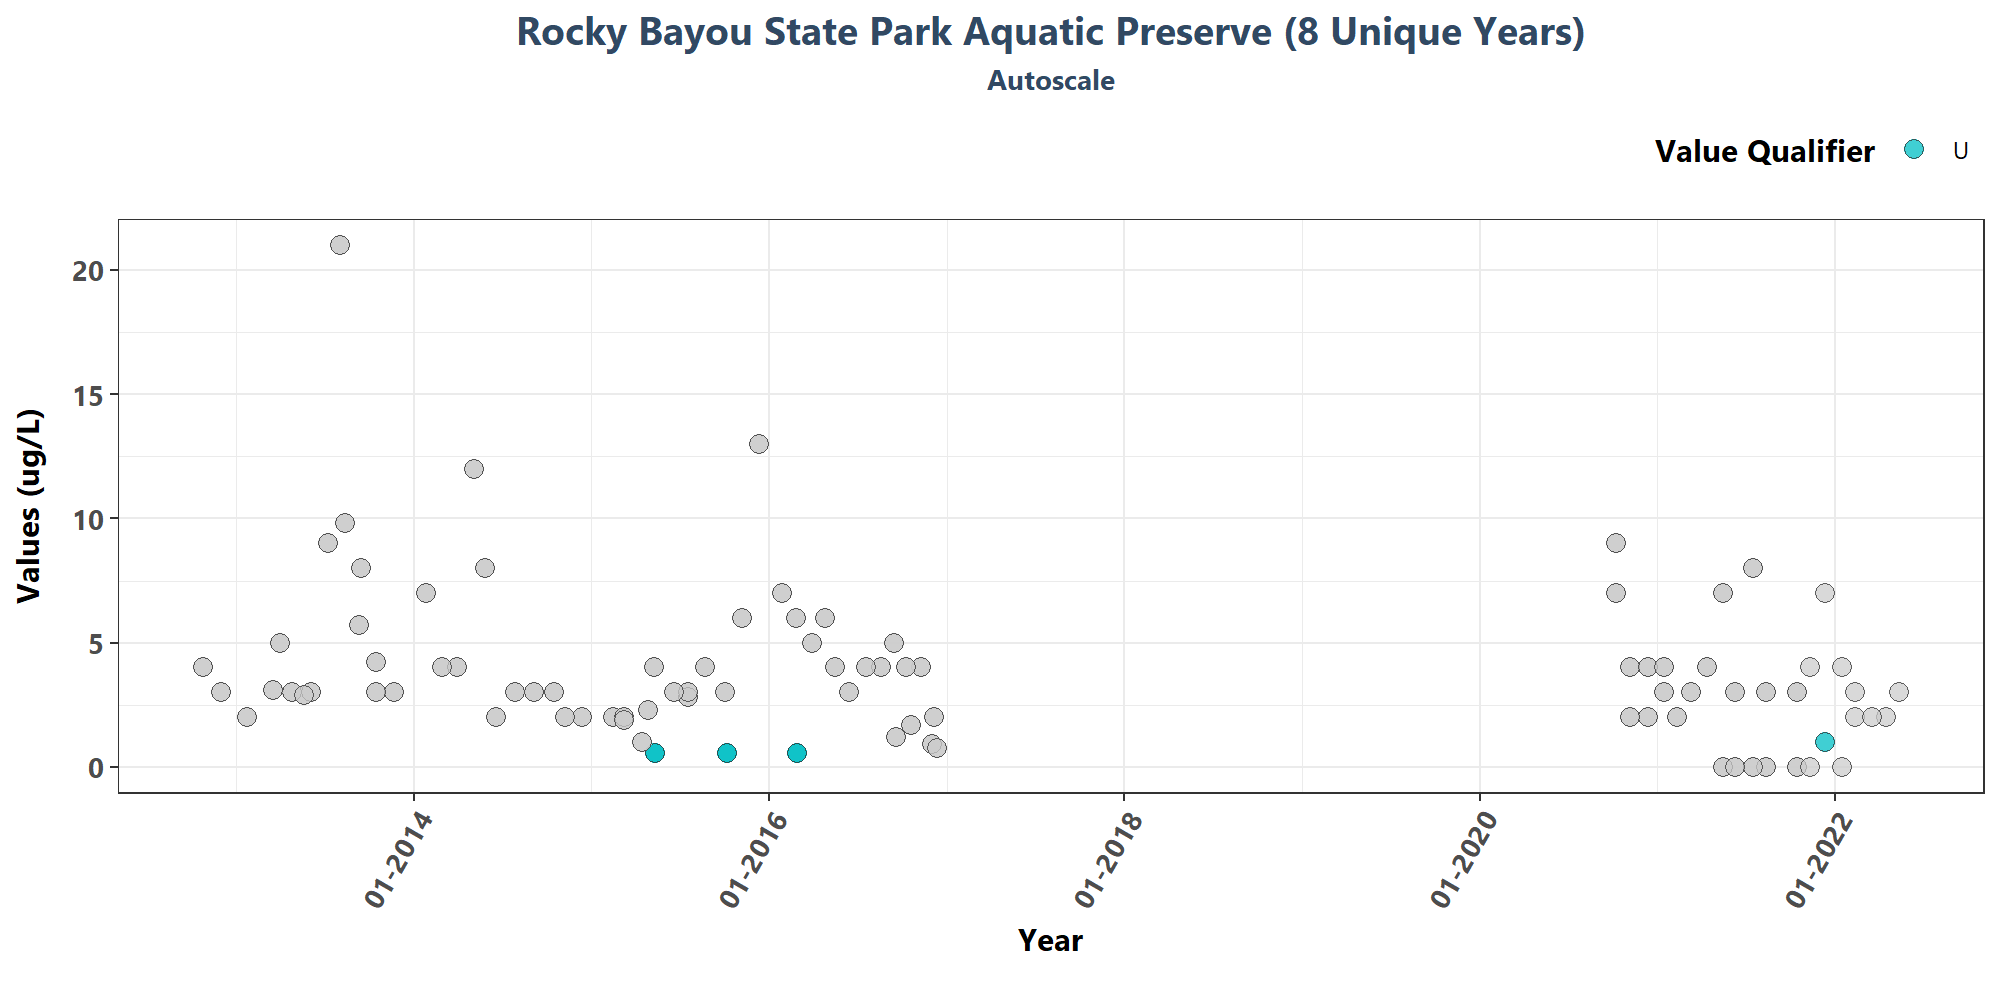 Rocky Bayou State Park Aquatic Preserve (8 Unique Years)
Autoscale
Value Qualifier U
Values (ug/L)
20
15
10
5
0
01-2014 01-2016 01-2018 01-2020 01-2022
Year